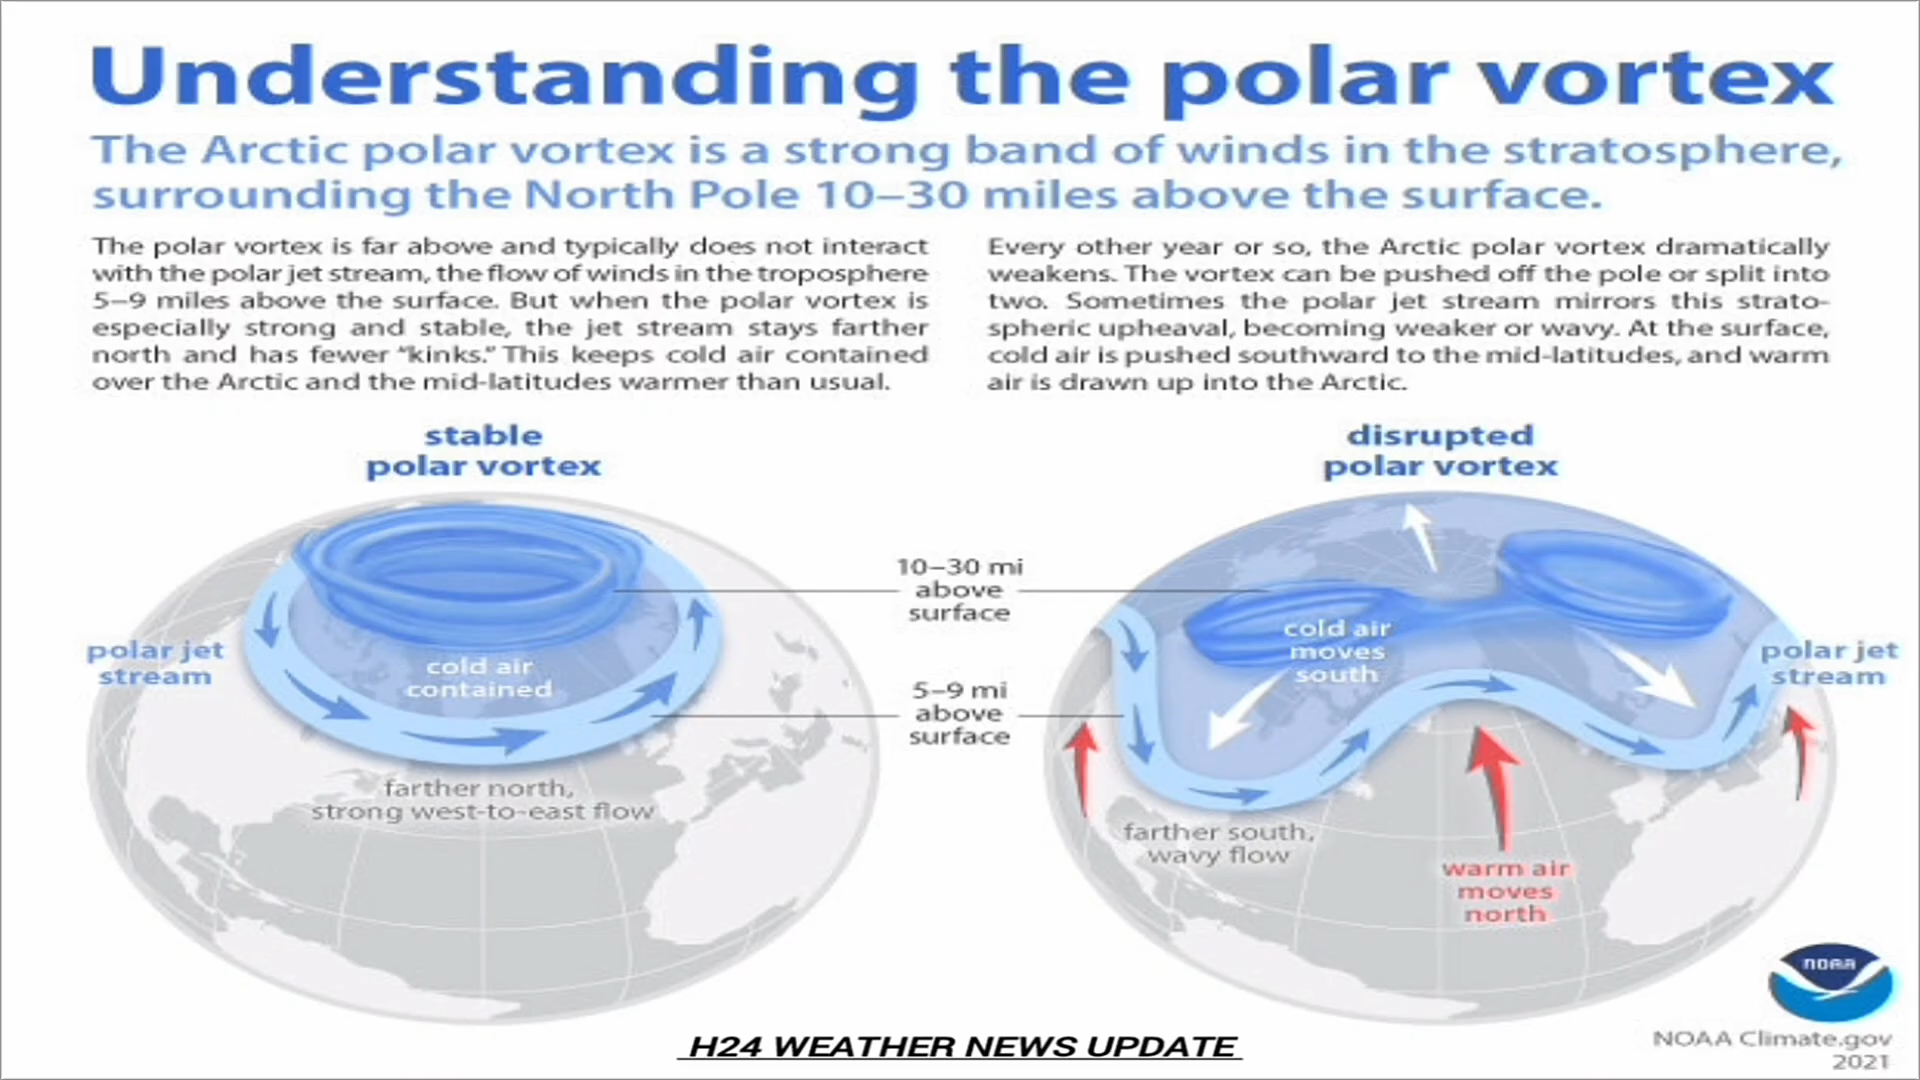 Understanding the polar vortex
The Arctic polar vortex is a strong band of winds in the stratosphere,
surrounding the North Pole 10–30 miles above the surface.
The polar vortex is far above and typically does not interact
with the polar jet stream, the flow of winds in the troposphere
5–9 miles above the surface. But when the polar vortex is
especially strong and stable, the jet stream stays farther
north and has fewer “kinks.” This keeps cold air contained
over the Arctic and the mid-latitudes warmer than usual.
Every other year or so, the Arctic polar vortex dramatically
weakens. The vortex can be pushed off the pole or split into
two. Sometimes the polar jet stream mirrors this strato-
spheric upheaval, becoming weaker or wavy. At the surface,
cold air is pushed southward to the mid-latitudes, and warm
air is drawn up into the Arctic.
stable
polar vortex
polar jet
stream
cold air
contained
farther north,
strong west-to-east flow
10–30 mi
above
surface
5–9 mi
above
surface
disrupted
polar vortex
cold air
moves
south
polar jet
stream
farther south,
wavy flow
warm air
moves
north
noaa
NOAA Climate.gov
2021
H24 WEATHER NEWS UPDATE